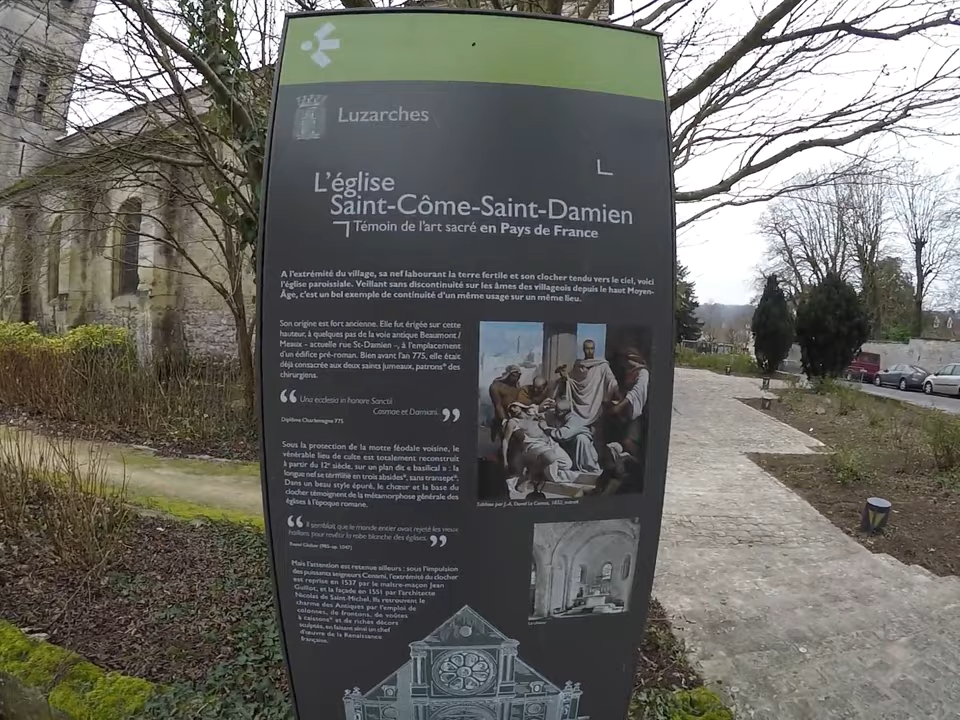 Luzarches
L'église
Saint-Côme-Saint-Damien
Témoin de l'art sacré en Pays de France
A l'extrémité du village, sa nef labourant la terre fertile et son clocher tendu vers le ciel, voici
l'église paroissiale. Veillant sans discontinuité sur les âmes des villageois depuis le haut Moyen-
Âge, c'est un bel exemple de continuité d'un même usage sur un même lieu.
Son origine est fort ancienne. Elle fut érigée sur cette
hauteur, à quelques pas de la voie antique Beaumont /
Meaux - actuelle rue St-Damien -, à l'emplacement
d'un édifice pré-roman. Bien avant l'an 775, elle était
déjà consacrée aux deux saints jumeaux, patrons* des
chirurgiens.
“ Una ecclesia in honore Sanctii
Cosmae et Damiani. ”
Diplôme Charlemagne 775
Sous la protection de la motte féodale voisine, le
vénérable lieu de culte est totalement reconstruit
à partir du 12e siècle, sur un plan dit « basilical » : la
longue nef se termine en trois absides*, sans transept*.
Dans un beau style épuré, le chœur et la base du
clocher témoignent de la métamorphose générale des
églises à l'époque romane.
Tableau par J.-A. Duval Le Camus, 1852,
“ Il semblait que le monde entier avait rejeté les vieux
haillons pour revêtir la robe blanche des églises. ”
Raoul Glaber (985-ap. 1047)
Mais l'attention est retenue ailleurs : sous l'impulsion
des puissants seigneurs Cenami, l'extrémité du clocher
est reprise en 1537 par le maître-maçon Jean
Guillot, et la façade en 1551 par l'architecte
Nicolas de Saint-Michel. Ils recréent le
charme des Antiques par l'emploi de
colonnes, de frontons, de voûtes
à caissons* et de riches décors
sculptés, en faisant ainsi un chef
d'œuvre de la Renaissance
française.